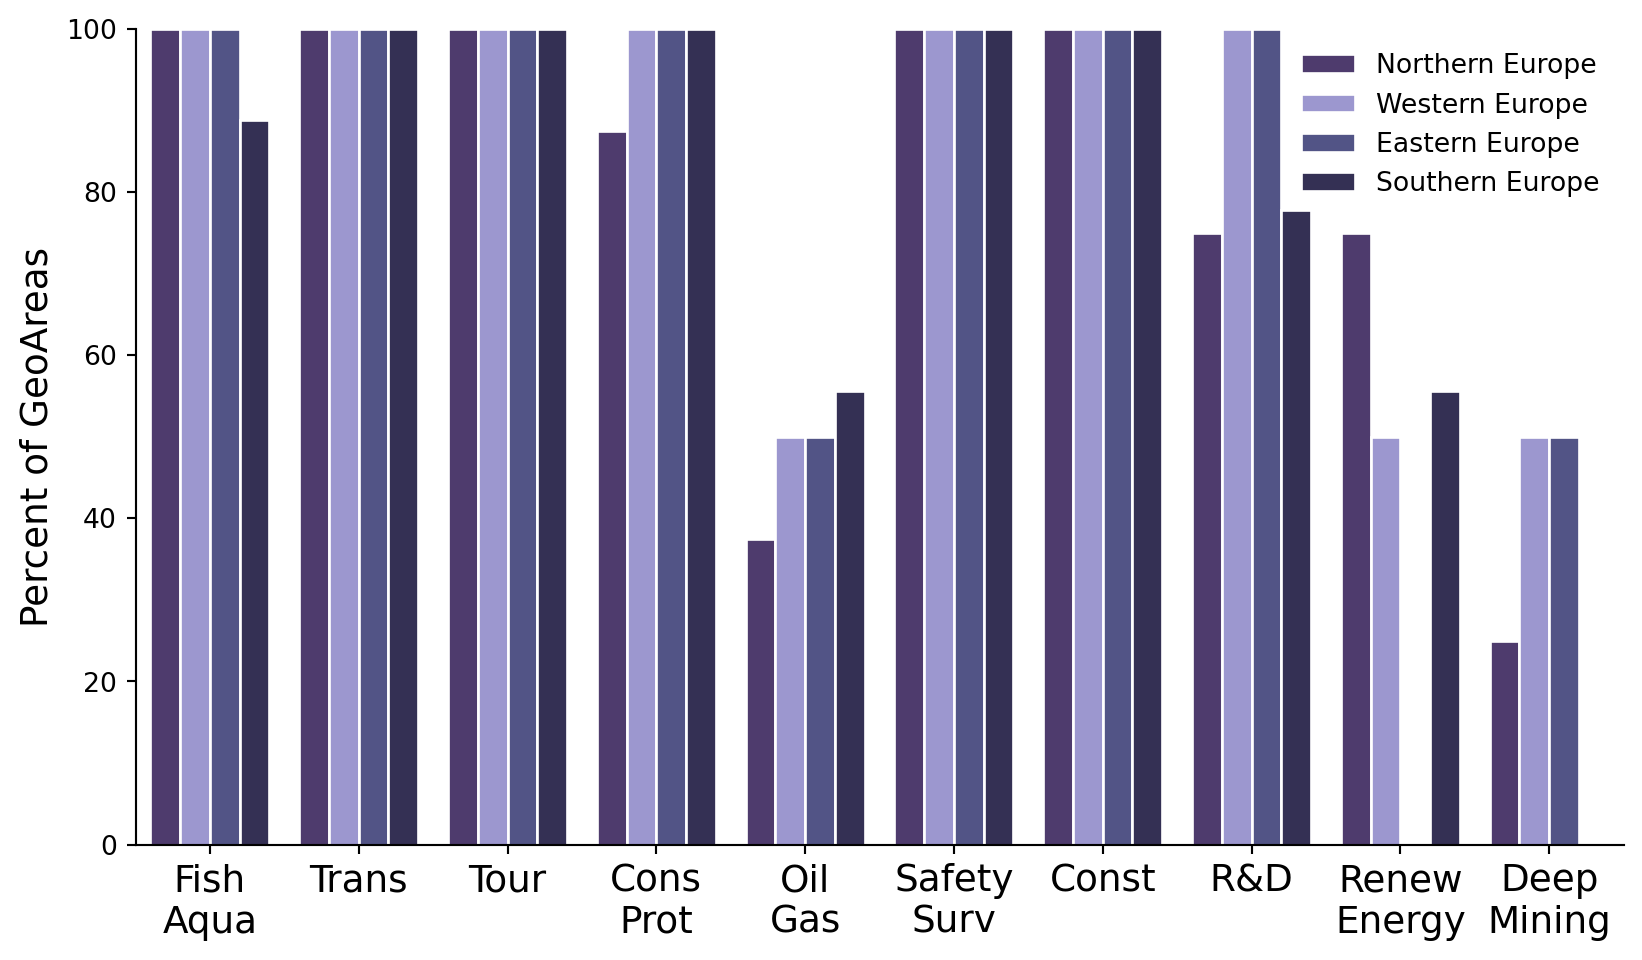 100
80
60
40
20
0
Percent of GeoAreas
Northern Europe
Western Europe
Eastern Europe
Southern Europe
Fish
Aqua
Trans
Tour
Cons
Prot
Oil
Gas
Safety
Surv
Const
R&D
Renew
Energy
Deep
Mining